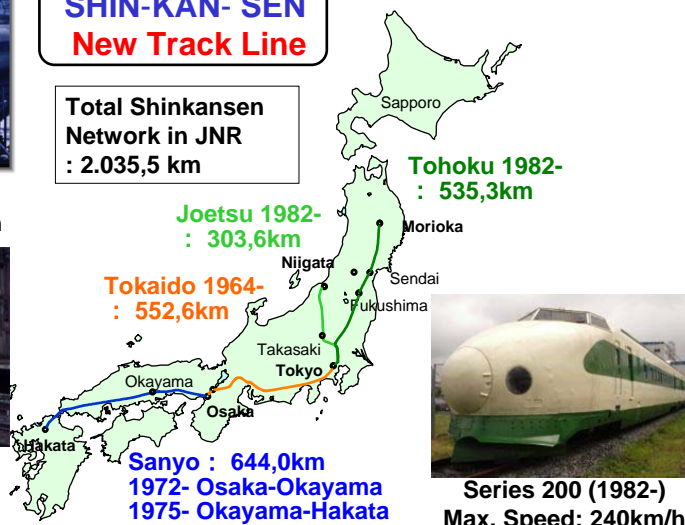 SHIN-KAN- SEN
New Track Line
Total Shinkansen
Network in JNR
: 2.035,5 km
Sapporo
Tohoku 1982-
: 535,3km
Joetsu 1982-
: 303,6km
Morioka
Niigata
Sendai
Tokaido 1964-
: 552,6km
Fukushima
Takasaki
Tokyo
Okayama
Osaka
Hakata
Sanyo : 644,0km
1972- Osaka-Okayama
1975- Okayama-Hakata
Series 200 (1982-)
Max. Speed: 240km/h